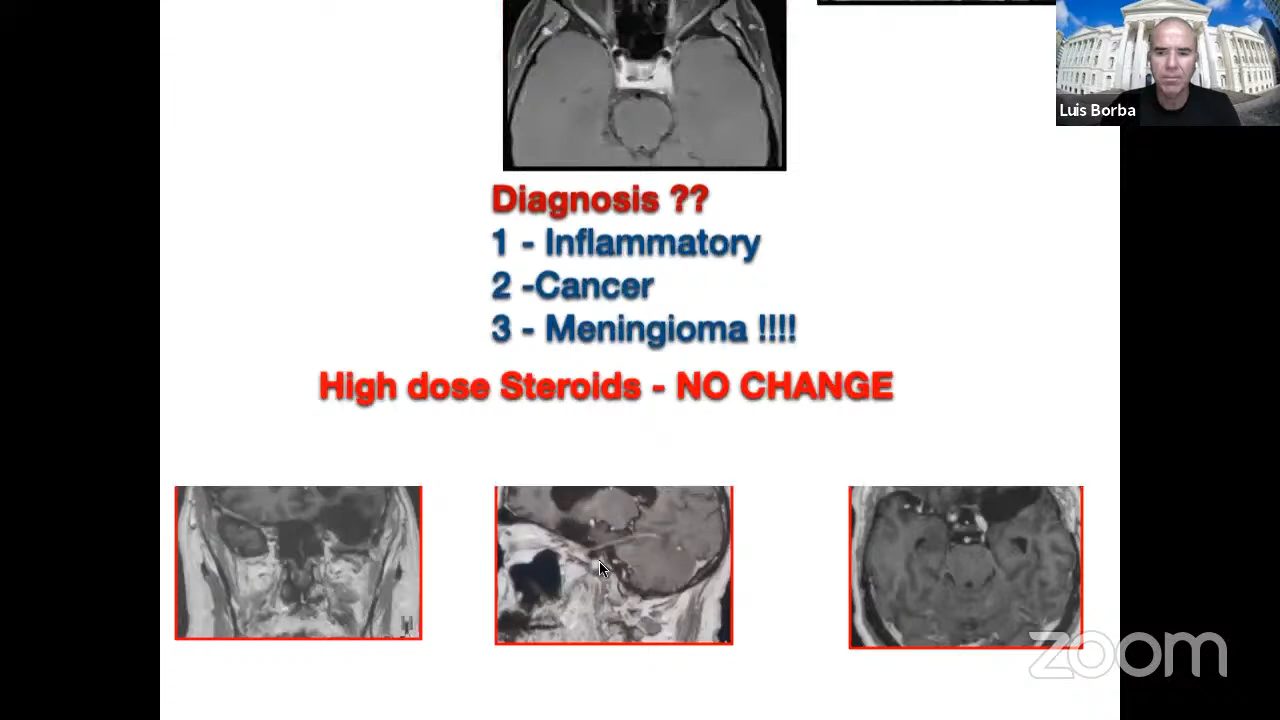 Luis Borba
Diagnosis ??
1 - Inflammatory
2 -Cancer
3 - Meningioma !!!!
High dose Steroids - NO CHANGE
zoom